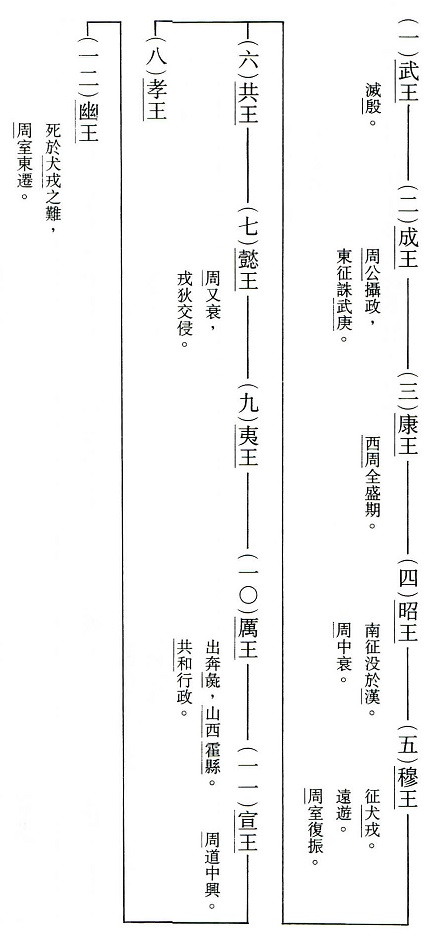 (一)武王
滅殷。
(二)成王
周公攝政,
東征誅武庚。
(三)康王
西周全盛期。
(四)昭王
南征没於漢。
周中衰。
(五)穆王
征犬戎。
遠遊。
周室復振。
(六)共王
(七)懿王
周又衰,
戎狄交侵。
(八)孝王
(九)夷王
(一〇)厲王
出奔彘,山西霍縣。
共和行政。
(一一)宣王
周道中興。
(一二)幽王
死於犬戎之難,
周室東遷。